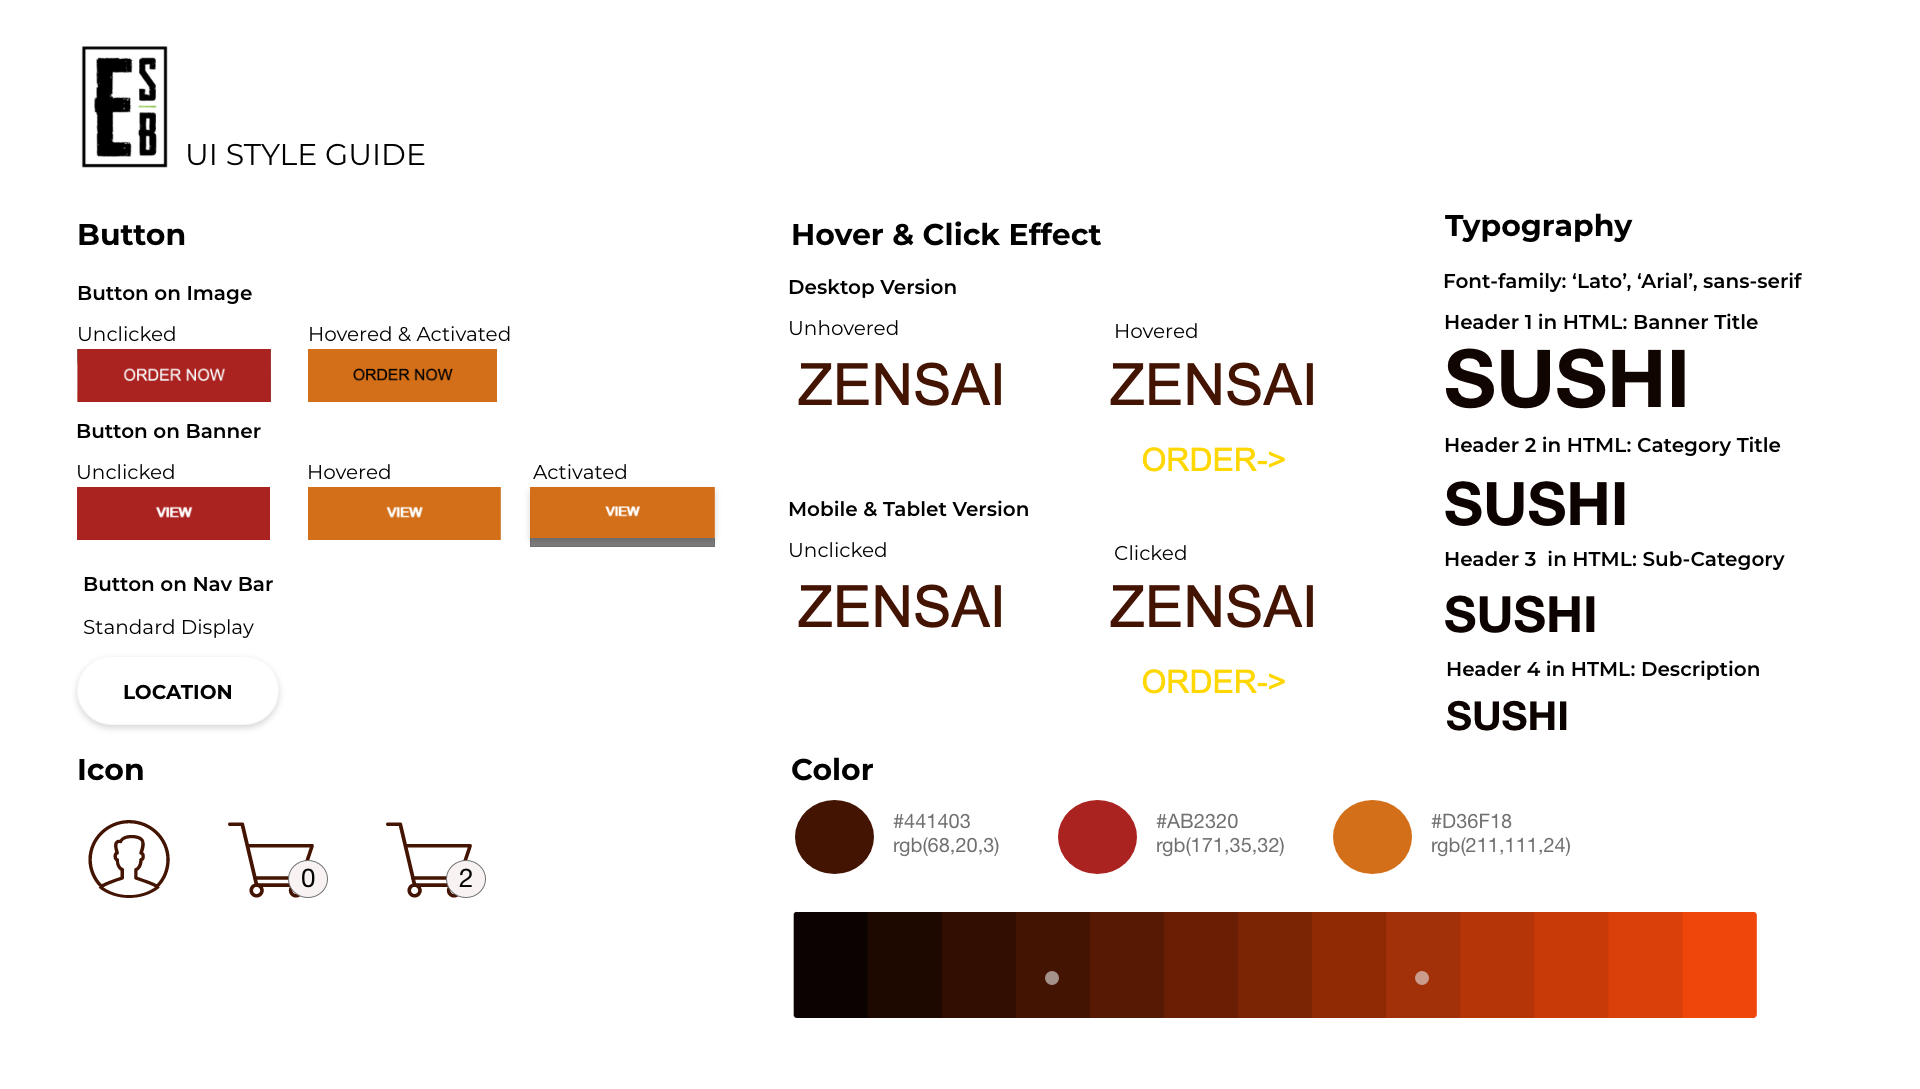 ESB
UI STYLE GUIDE
Button
Button on Image
Unclicked
Hovered & Activated
ORDER NOW
ORDER NOW
Button on Banner
Unclicked
Hovered
Activated
VIEW
VIEW
VIEW
Button on Nav Bar
Standard Display
LOCATION
Icon
0
2
Hover & Click Effect
Desktop Version
Unhovered
Hovered
ZENSAI
ZENSAI
ORDER->
Mobile & Tablet Version
Unclicked
Clicked
ZENSAI
ZENSAI
ORDER->
Typography
Font-family: ‘Lato’, ‘Arial’, sans-serif
Header 1 in HTML: Banner Title
SUSHI
Header 2 in HTML: Category Title
SUSHI
Header 3  in HTML: Sub-Category
SUSHI
Header 4 in HTML: Description
SUSHI
Color
#441403
rgb(68,20,3)
#AB2320
rgb(171,35,32)
#D36F18
rgb(211,111,24)